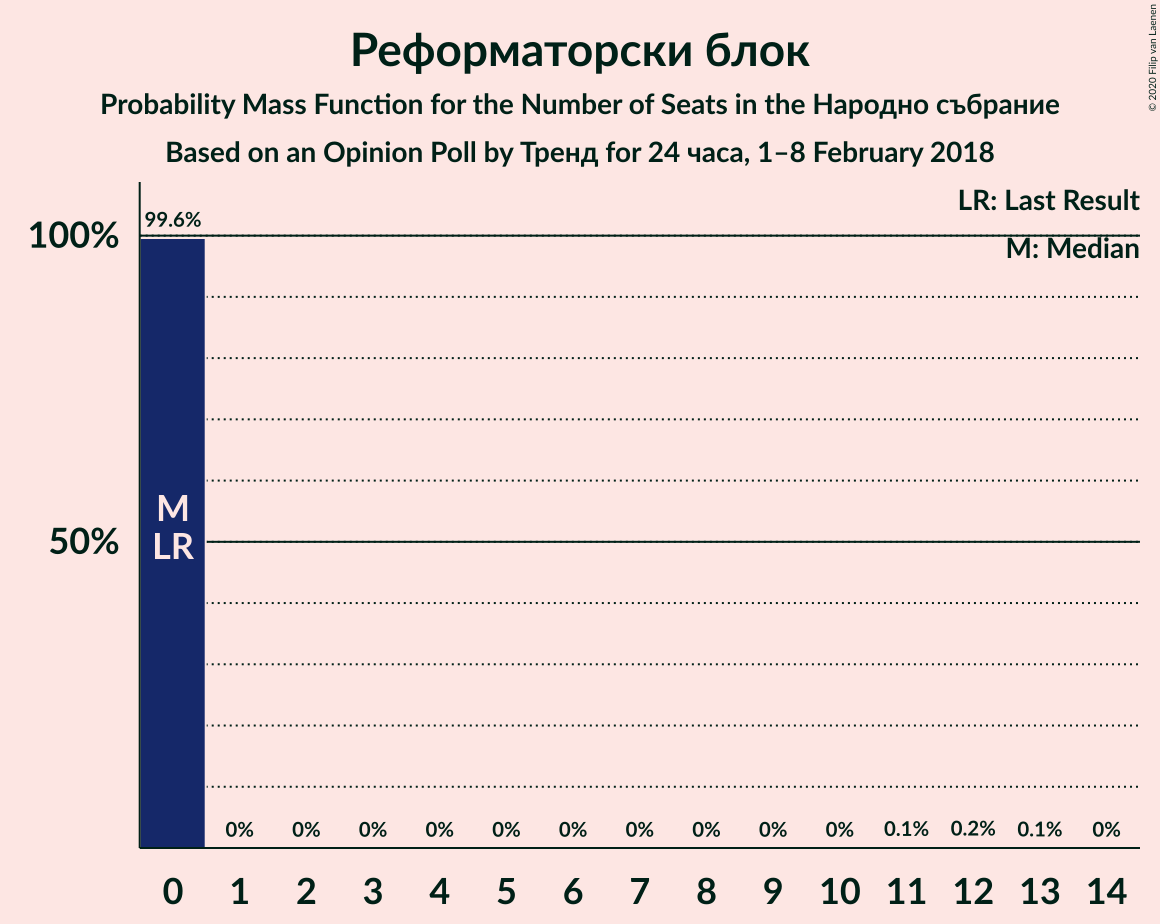 Реформаторски блок
Probability Mass Function for the Number of Seats in the Народно събрание
Based on an Opinion Poll by Тренд for 24 часа, 1–8 February 2018
© 2020 Filip van Laenen
LR: Last Result
M: Median
99.6%
100%
50%
M
LR
0% 0% 0% 0% 0% 0% 0% 0% 0% 0% 0.1% 0.2% 0.1% 0%
0 1 2 3 4 5 6 7 8 9 10 11 12 13 14